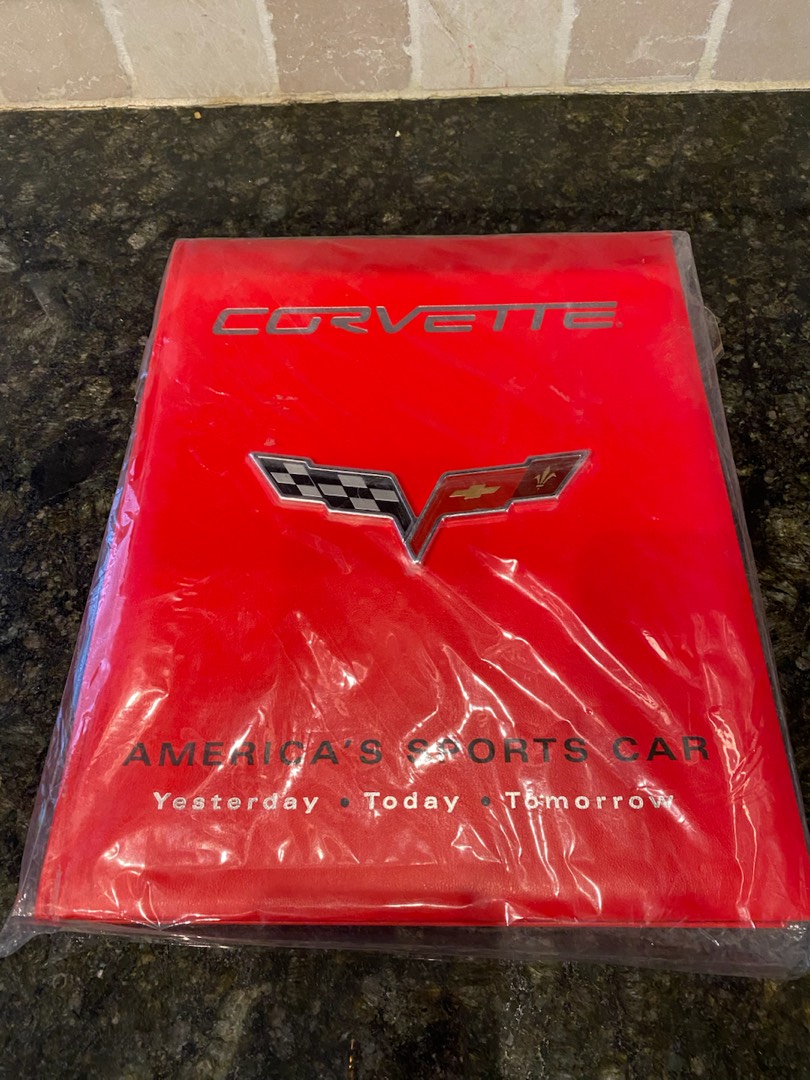 CORVETTE
AMERICA'S SPORTS CAR
Yesterday • Today • Tomorrow